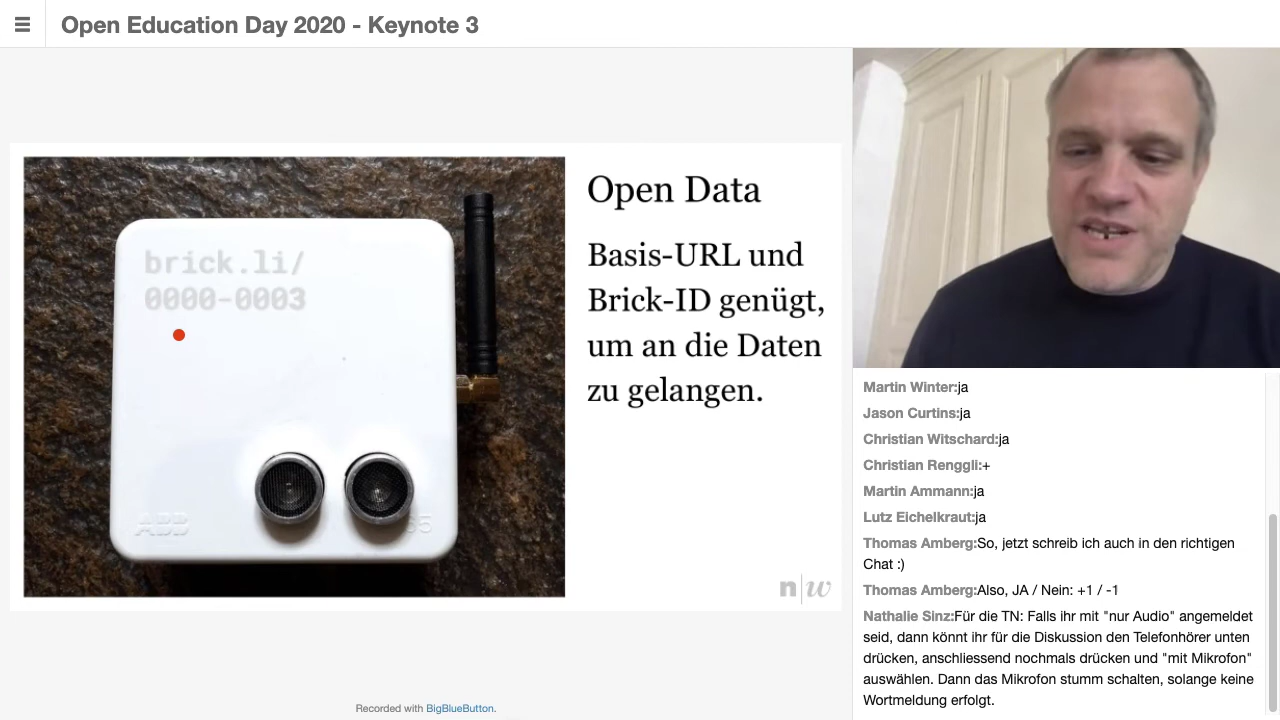 Open Education Day 2020 - Keynote 3
brick.li/
0000-0003
ABB
65
Open Data
Basis-URL und
Brick-ID genügt,
um an die Daten
zu gelangen.
n|w
Recorded with BigBlueButton.
Martin Winter:ja
Jason Curtins:ja
Christian Witschard:ja
Christian Renggli:+
Martin Ammann:ja
Lutz Eichelkraut:ja
Thomas Amberg:So, jetzt schreib ich auch in den richtigen
Chat :)
Thomas Amberg:Also, JA / Nein: +1 / -1
Nathalie Sinz:Für die TN: Falls ihr mit "nur Audio" angemeldet
seid, dann könnt ihr für die Diskussion den Telefonhörer unten
drücken, anschliessend nochmals drücken und "mit Mikrofon"
auswählen. Dann das Mikrofon stumm schalten, solange keine
Wortmeldung erfolgt.